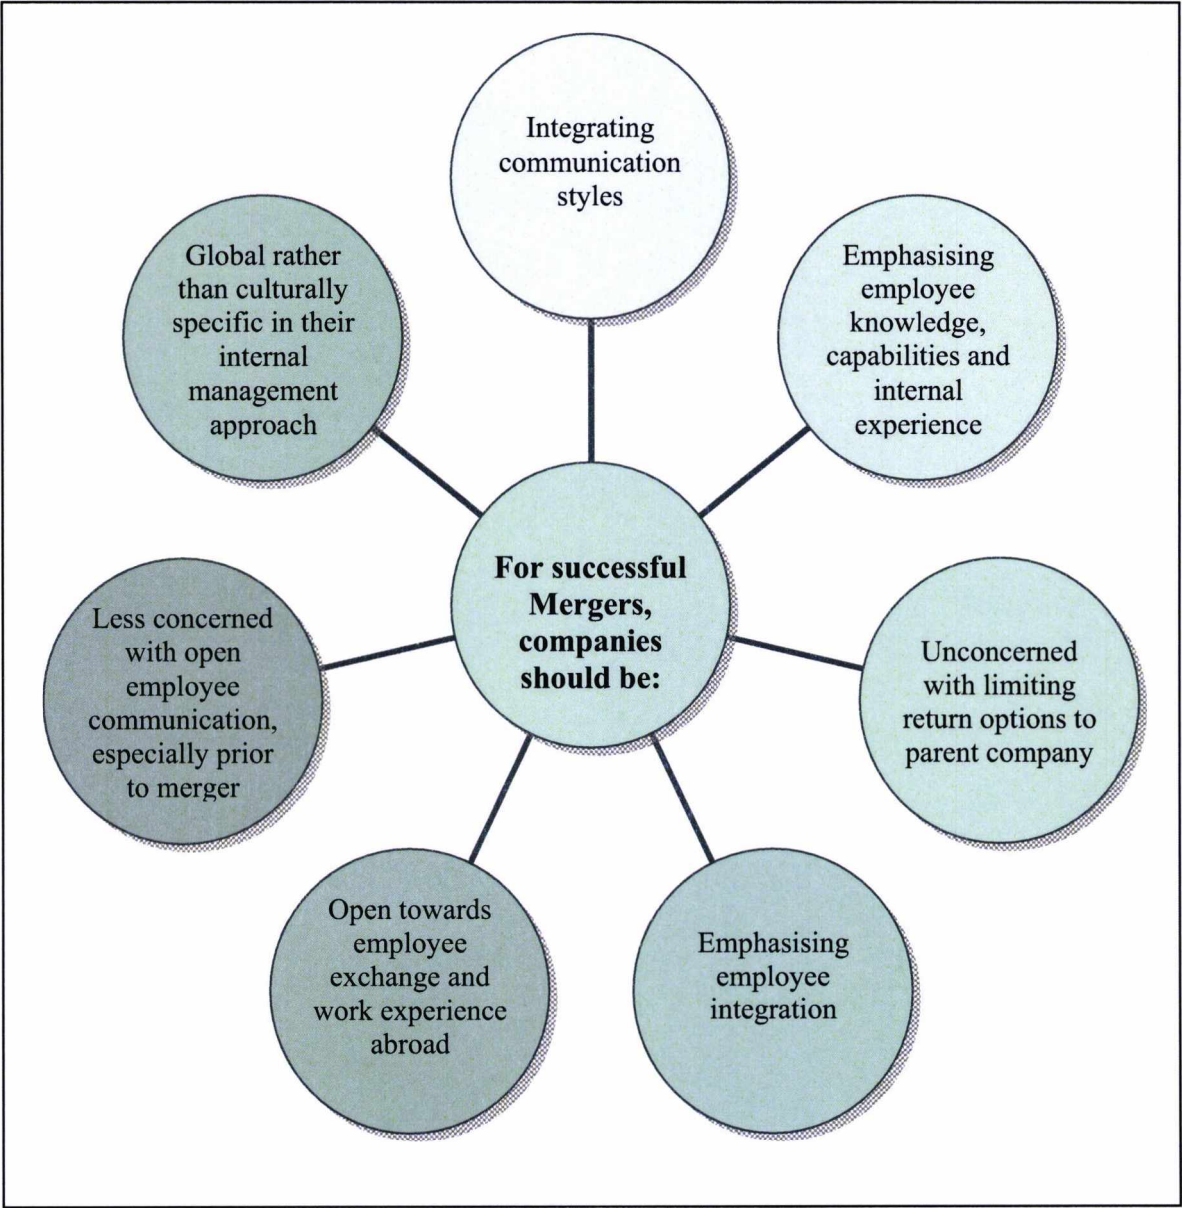 Integrating
communication
styles
Emphasising
employee
knowledge,
capabilities and
internal
experience
Unconcerned
with limiting
return options to
parent company
Emphasising
employee
integration
Open towards
employee
exchange and
work experience
abroad
Less concerned
with open
employee
communication,
especially prior
to merger
Global rather
than culturally
specific in their
internal
management
approach
For successful
Mergers,
companies
should be: